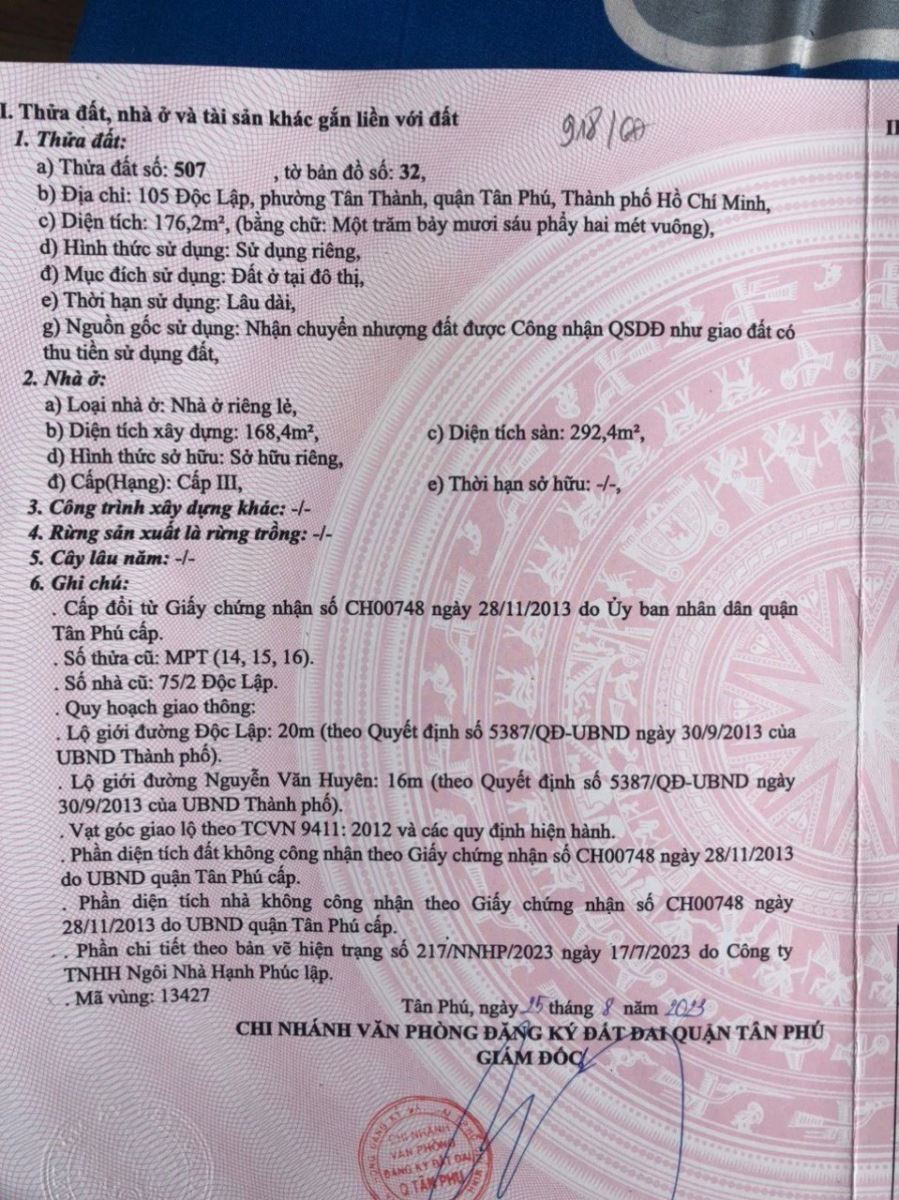 I. Thửa đất, nhà ở và tài sản khác gắn liền với đất
918/
II
1. Thửa đất:
a) Thửa đất số: 507 , tờ bản đồ số: 32,
b) Địa chỉ: 105 Độc Lập, phường Tân Thành, quận Tân Phú, Thành phố Hồ Chí Minh,
c) Diện tích: 176,2m², (bằng chữ: Một trăm bảy mươi sáu phẩy hai mét vuông),
d) Hình thức sử dụng: Sử dụng riêng,
đ) Mục đích sử dụng: Đất ở tại đô thị,
e) Thời hạn sử dụng: Lâu dài,
g) Nguồn gốc sử dụng: Nhận chuyển nhượng đất được Công nhận QSDĐ như giao đất có
thu tiền sử dụng đất,
2. Nhà ở:
a) Loại nhà ở: Nhà ở riêng lẻ,
b) Diện tích xây dựng: 168,4m², c) Diện tích sàn: 292,4m²,
d) Hình thức sở hữu: Sở hữu riêng,
đ) Cấp(Hạng): Cấp III, e) Thời hạn sở hữu: -/-,
3. Công trình xây dựng khác: -/-
4. Rừng sản xuất là rừng trồng: -/-
5. Cây lâu năm: -/-
6. Ghi chú:
. Cấp đổi từ Giấy chứng nhận số CH00748 ngày 28/11/2013 do Ủy ban nhân dân quận
Tân Phú cấp.
. Số thửa cũ: MPT (14, 15, 16).
. Số nhà cũ: 75/2 Độc Lập.
. Quy hoạch giao thông:
. Lộ giới đường Độc Lập: 20m (theo Quyết định số 5387/QĐ-UBND ngày 30/9/2013 của
UBND Thành phố).
. Lộ giới đường Nguyễn Văn Huyên: 16m (theo Quyết định số 5387/QĐ-UBND ngày
30/9/2013 của UBND Thành phố).
. Vạt góc giao lộ theo TCVN 9411: 2012 và các quy định hiện hành.
. Phần diện tích đất không công nhận theo Giấy chứng nhận số CH00748 ngày 28/11/2013
do UBND quận Tân Phú cấp.
. Phần diện tích nhà không công nhận theo Giấy chứng nhận số CH00748 ngày
28/11/2013 do UBND quận Tân Phú cấp.
. Phần chi tiết theo bản vẽ hiện trạng số 217/NNHP/2023 ngày 17/7/2023 do Công ty
TNHH Ngôi Nhà Hạnh Phúc lập.
. Mã vùng: 13427
Tân Phú, ngày 25 tháng 8 năm 2023
CHI NHÁNH VĂN PHÒNG ĐĂNG KÝ ĐẤT ĐAI QUẬN TÂN PHÚ
GIÁM ĐỐC
CHI NHÁNH
VĂN PHÒNG
ĐĂNG KÝ ĐẤT ĐAI
Q TÂN PHÚ